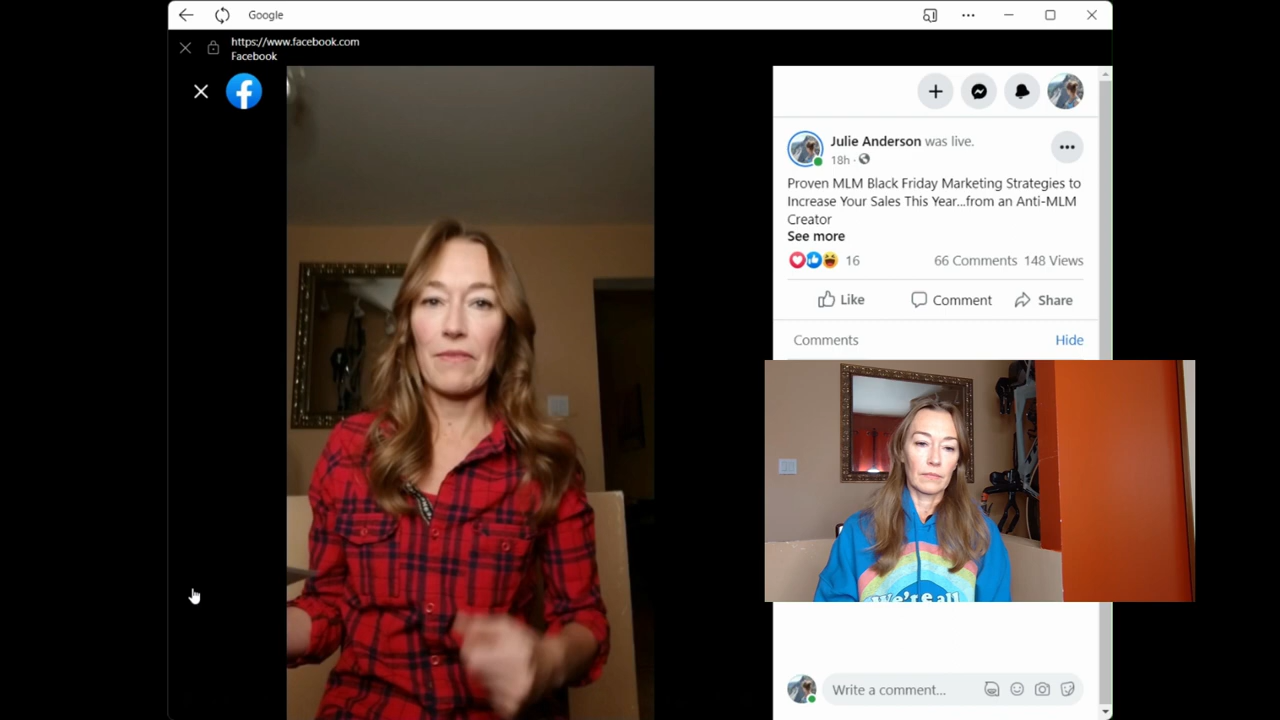 Google
https://www.facebook.com
Facebook
Julie Anderson was live.
18h ·
Proven MLM Black Friday Marketing Strategies to
Increase Your Sales This Year...from an Anti-MLM
Creator
See more
16 66 Comments 148 Views
Like Comment Share
Comments Hide
We're all
Write a comment...